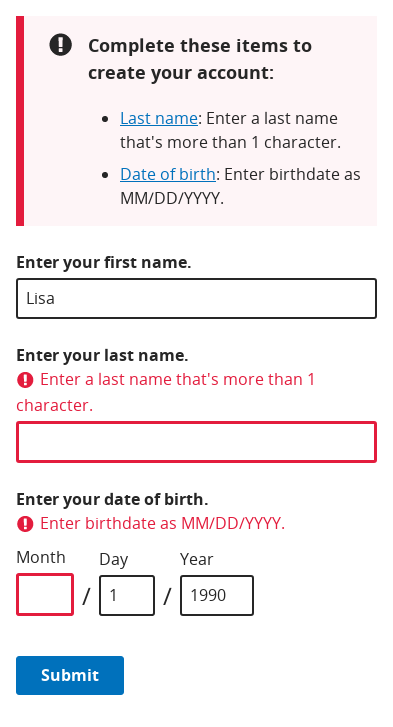 Complete these items to
create your account:
Last name: Enter a last name
that's more than 1 character.
Date of birth: Enter birthdate as
MM/DD/YYYY.
Enter your first name.
Lisa
Enter your last name.
Enter a last name that's more than 1
character.
Enter your date of birth.
Enter birthdate as MM/DD/YYYY.
Month Day Year
/ 1 / 1990
Submit